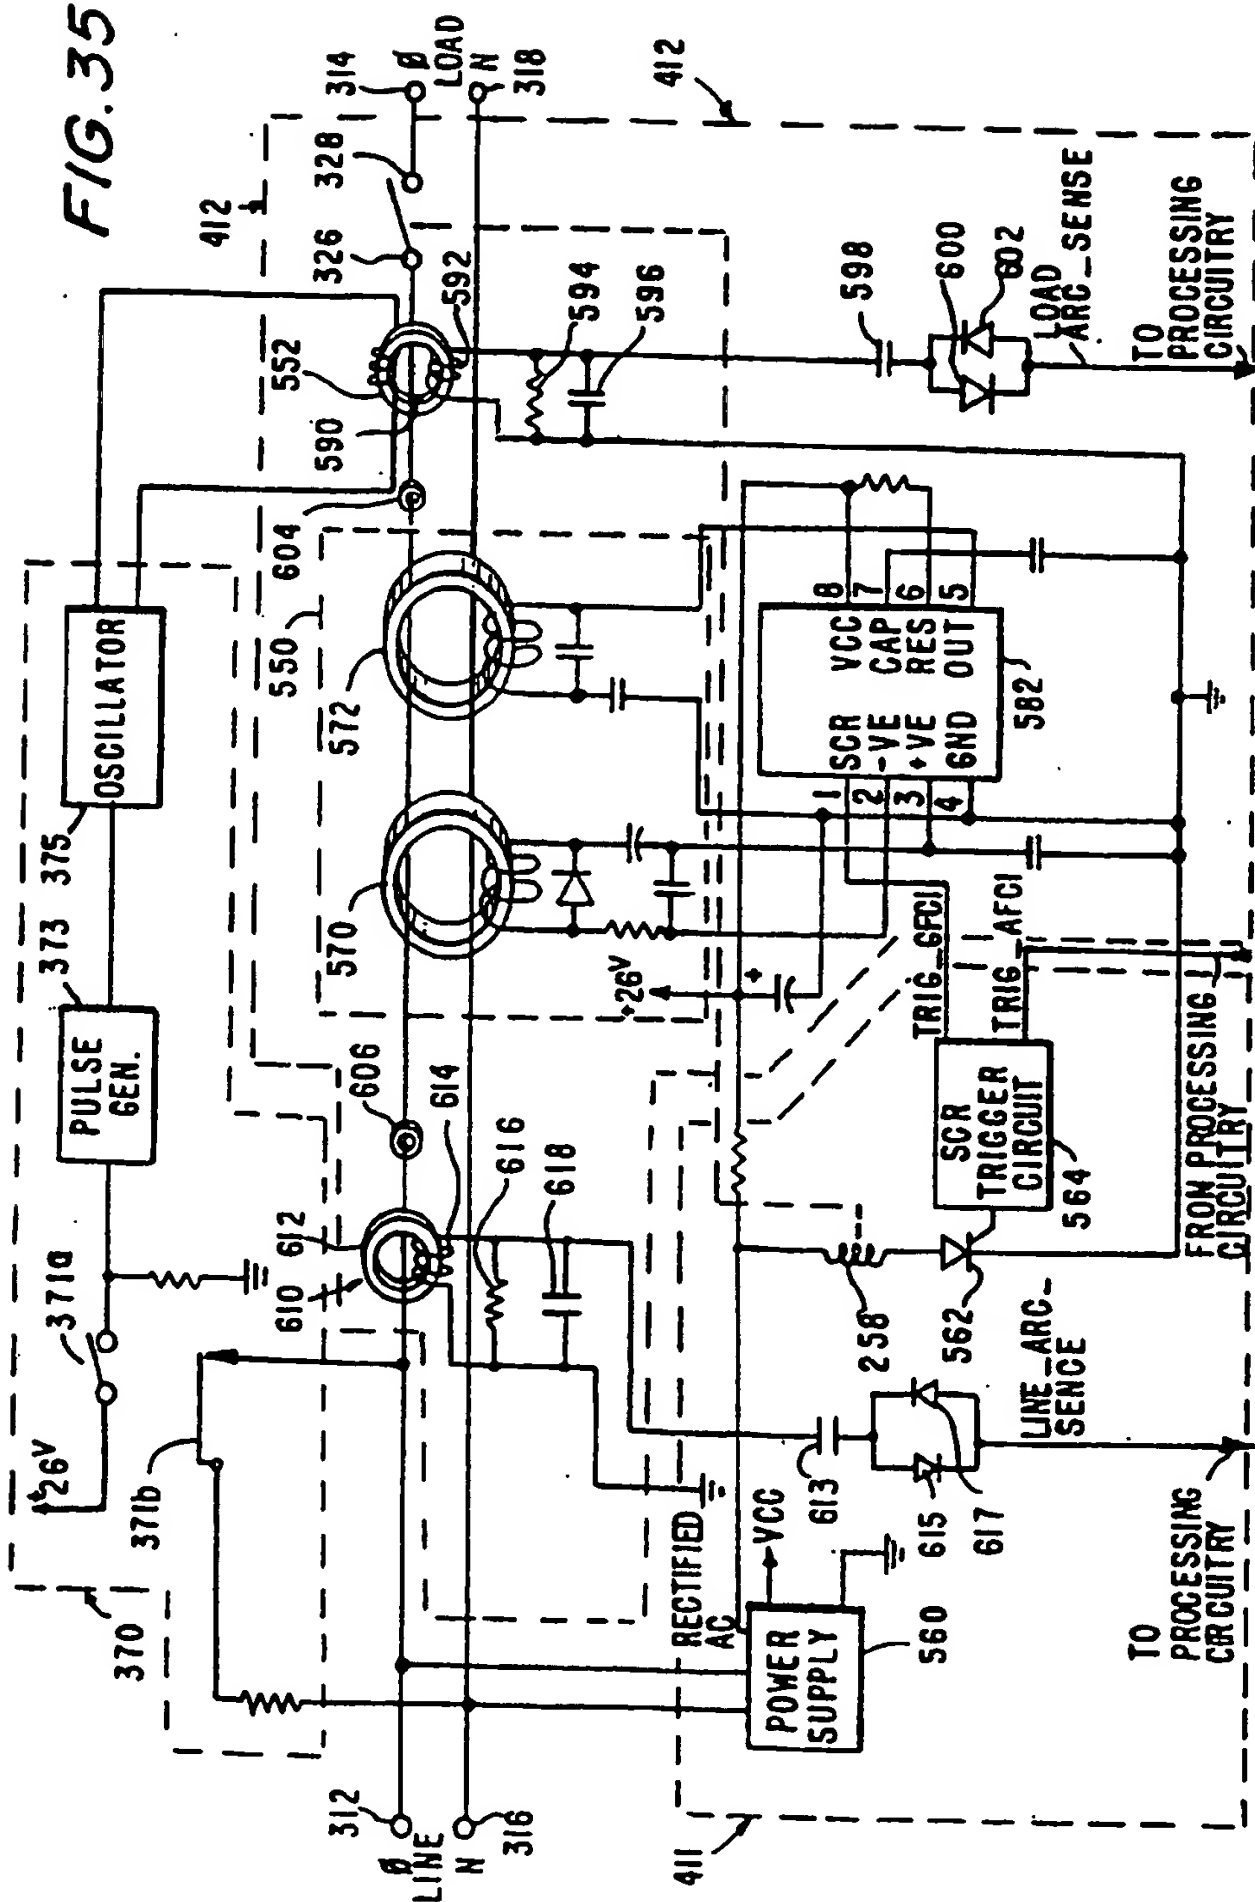 FIG. 35
370
+26V
371a
371b
PULSE
GEN.
373
OSCILLATOR
375
412
312
Ø
LINE
N
316
610
612
614
616
618
606
570
572
550
604
590
552
592
594
596
326
328
314
Ø
LOAD
N
318
412
RECTIFIED
AC
VCC
POWER
SUPPLY
560
613
615
617
LINE_ARC_
SENCE
TO
PROCESSING
CIRCUITRY
258
562
SCR
TRIGGER
CIRCUIT
564
TRIG_GFCI
TRIG_AFCI
FROM PROCESSING
CIRCUITRY
+26V
+
1 SCR VCC 8
2 -VE CAP 7
3 +VE RES 6
4 GND OUT 5
582
598
600
602
LOAD
ARC_SENSE
TO
PROCESSING
CIRCUITRY
411